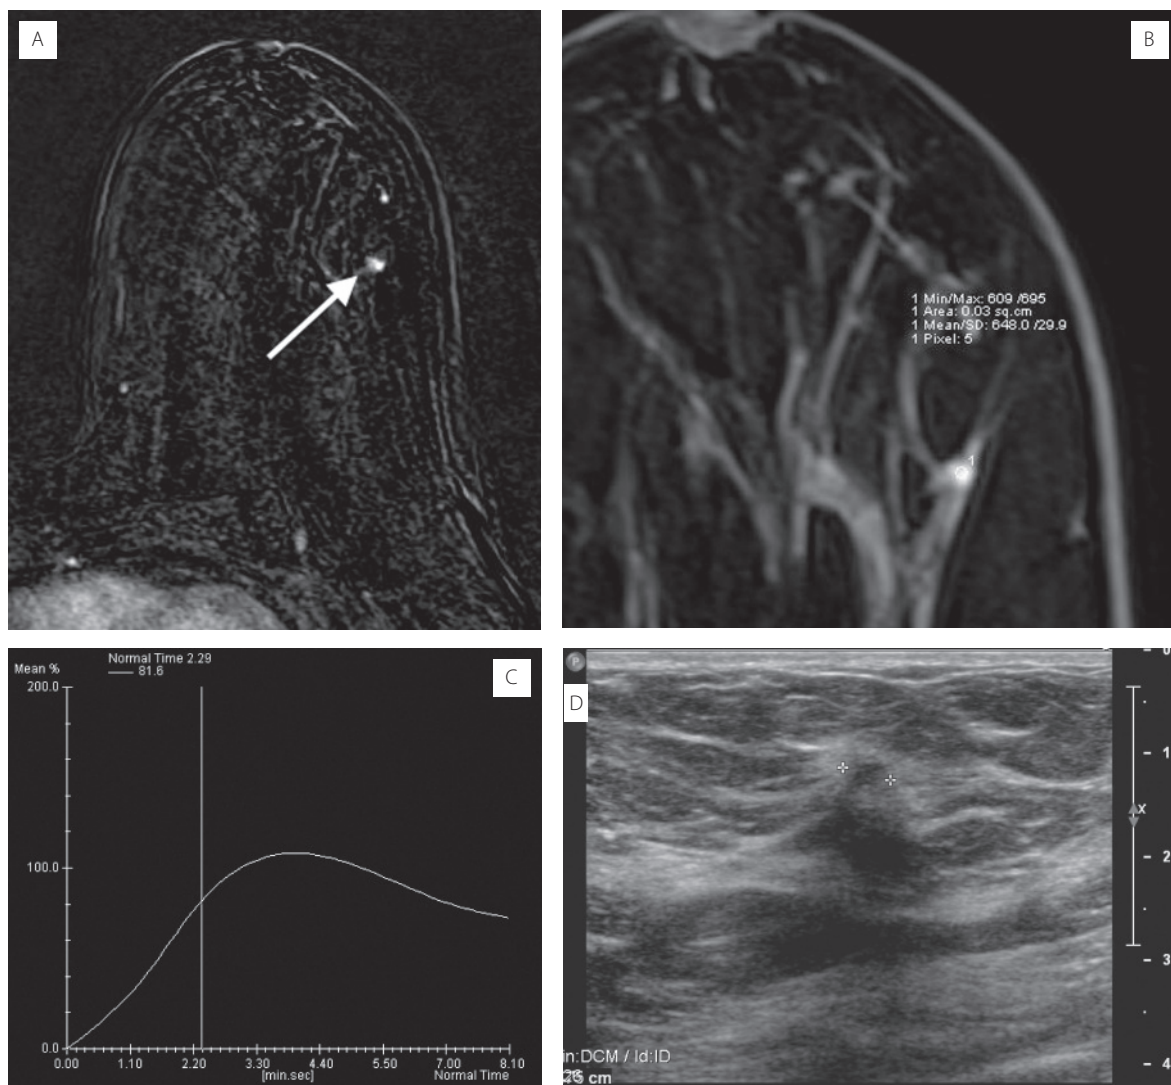 A
B
1 Min/Max: 609 /695
1 Area: 0.03 sq.cm
1 Mean/SD: 648.0 /29.9
1 Pixel: 5
1
Normal Time 2.29
81.6
Mean %
C
200.0
100.0
0.0
0.00 1.10 2.20 3.30 4.40 5.50 7.00 8.10
[min.sec] Normal Time
P
D
0
1
X
2
3
4
in:DCM / Id:ID
cm